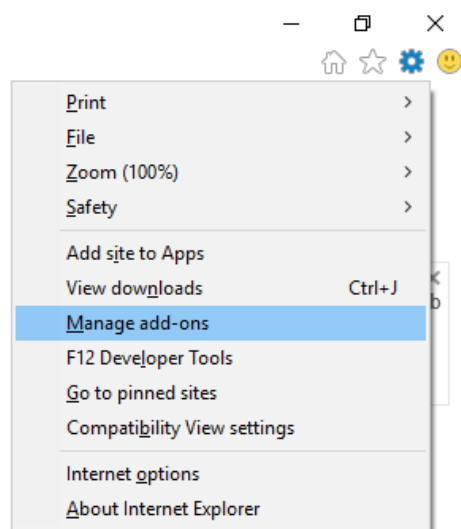 Print
File
Zoom (100%)
Safety
Add site to Apps
View downloads Ctrl+J
b
Manage add-ons
F12 Developer Tools
Go to pinned sites
Compatibility View settings
Internet options
About Internet Explorer